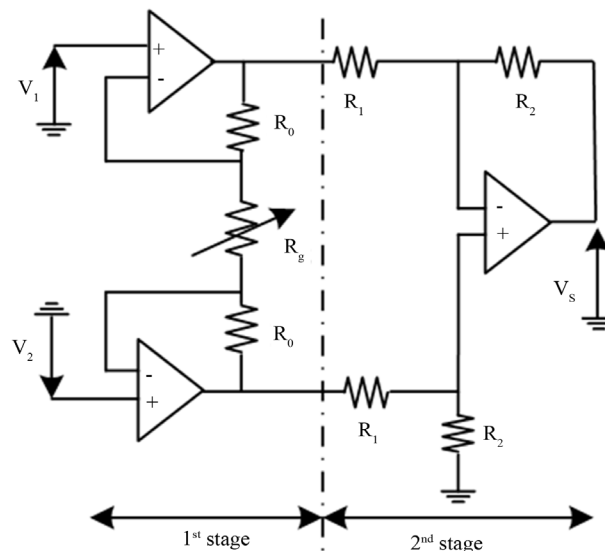 +
-
V1
R0
R1
R2
Rg
-
+
VS
V2
R0
-
+
R1
R2
1st stage
2nd stage